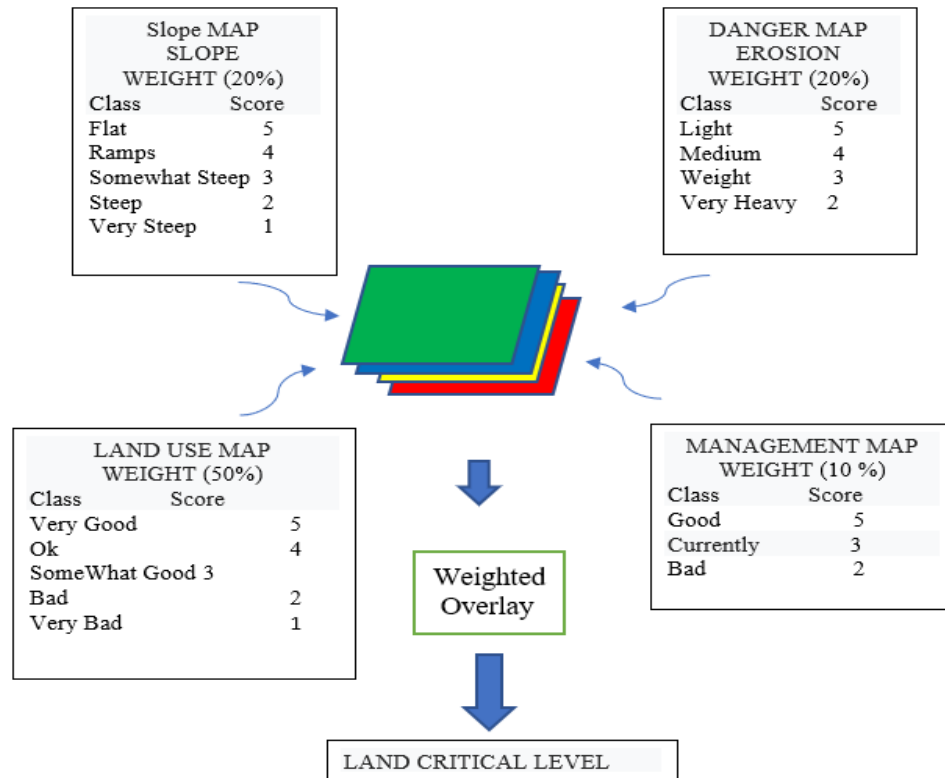 Slope MAP
SLOPE
WEIGHT (20%)
Class Score
Flat 5
Ramps 4
Somewhat Steep 3
Steep 2
Very Steep 1
DANGER MAP
EROSION
WEIGHT (20%)
Class Score
Light 5
Medium 4
Weight 3
Very Heavy 2
LAND USE MAP
WEIGHT (50%)
Class Score
Very Good 5
Ok 4
SomeWhat Good 3
Bad 2
Very Bad 1
MANAGEMENT MAP
WEIGHT (10 %)
Class Score
Good 5
Currently 3
Bad 2
Weighted
Overlay
LAND CRITICAL LEVEL